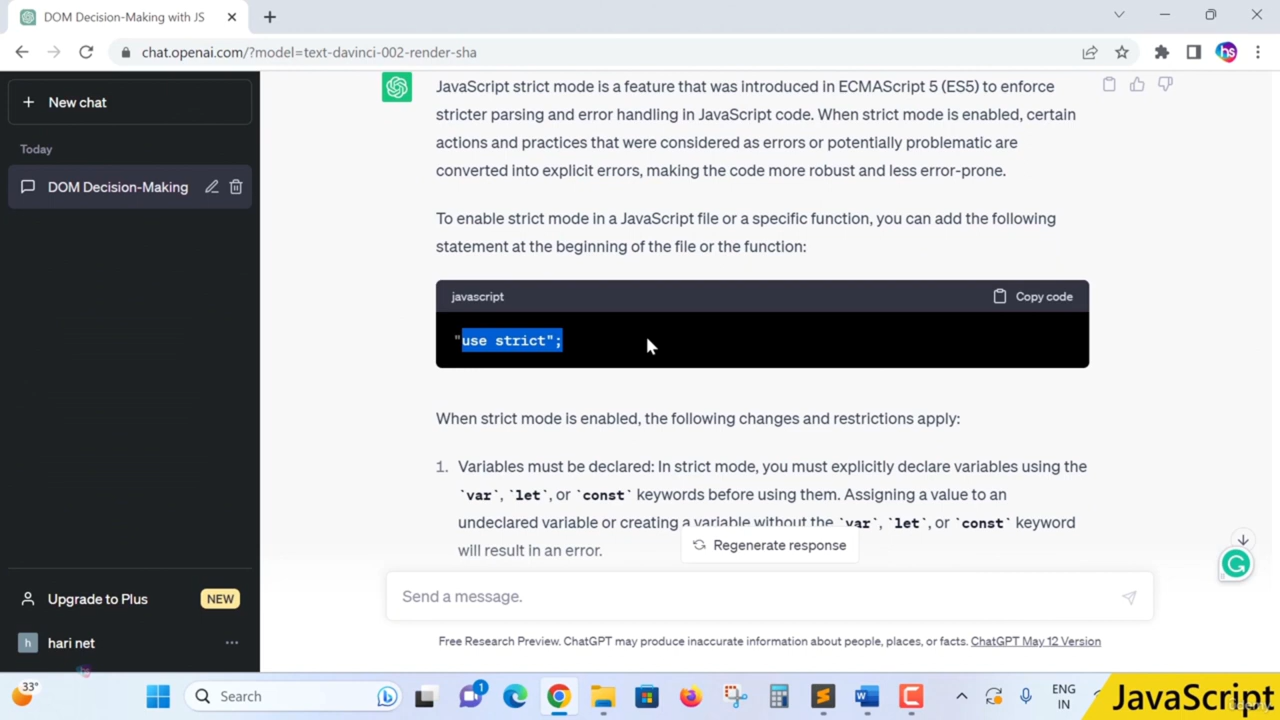 DOM Decision-Making with JS
chat.openai.com/?model=text-davinci-002-render-sha
hs
New chat
Today
DOM Decision-Making
JavaScript strict mode is a feature that was introduced in ECMAScript 5 (ES5) to enforce
stricter parsing and error handling in JavaScript code. When strict mode is enabled, certain
actions and practices that were considered as errors or potentially problematic are
converted into explicit errors, making the code more robust and less error-prone.
To enable strict mode in a JavaScript file or a specific function, you can add the following
statement at the beginning of the file or the function:
javascript
Copy code
"use strict";
When strict mode is enabled, the following changes and restrictions apply:
1. Variables must be declared: In strict mode, you must explicitly declare variables using the
`var`, `let`, or `const` keywords before using them. Assigning a value to an
undeclared variable or creating a variable without the `var`, `let`, or `const` keyword
will result in an error.
Regenerate response
Send a message.
Free Research Preview. ChatGPT may produce inaccurate information about people, places, or facts. ChatGPT May 12 Version
Upgrade to Plus
NEW
h
hari net
33°
Search
1
ENG
IN
JavaScript